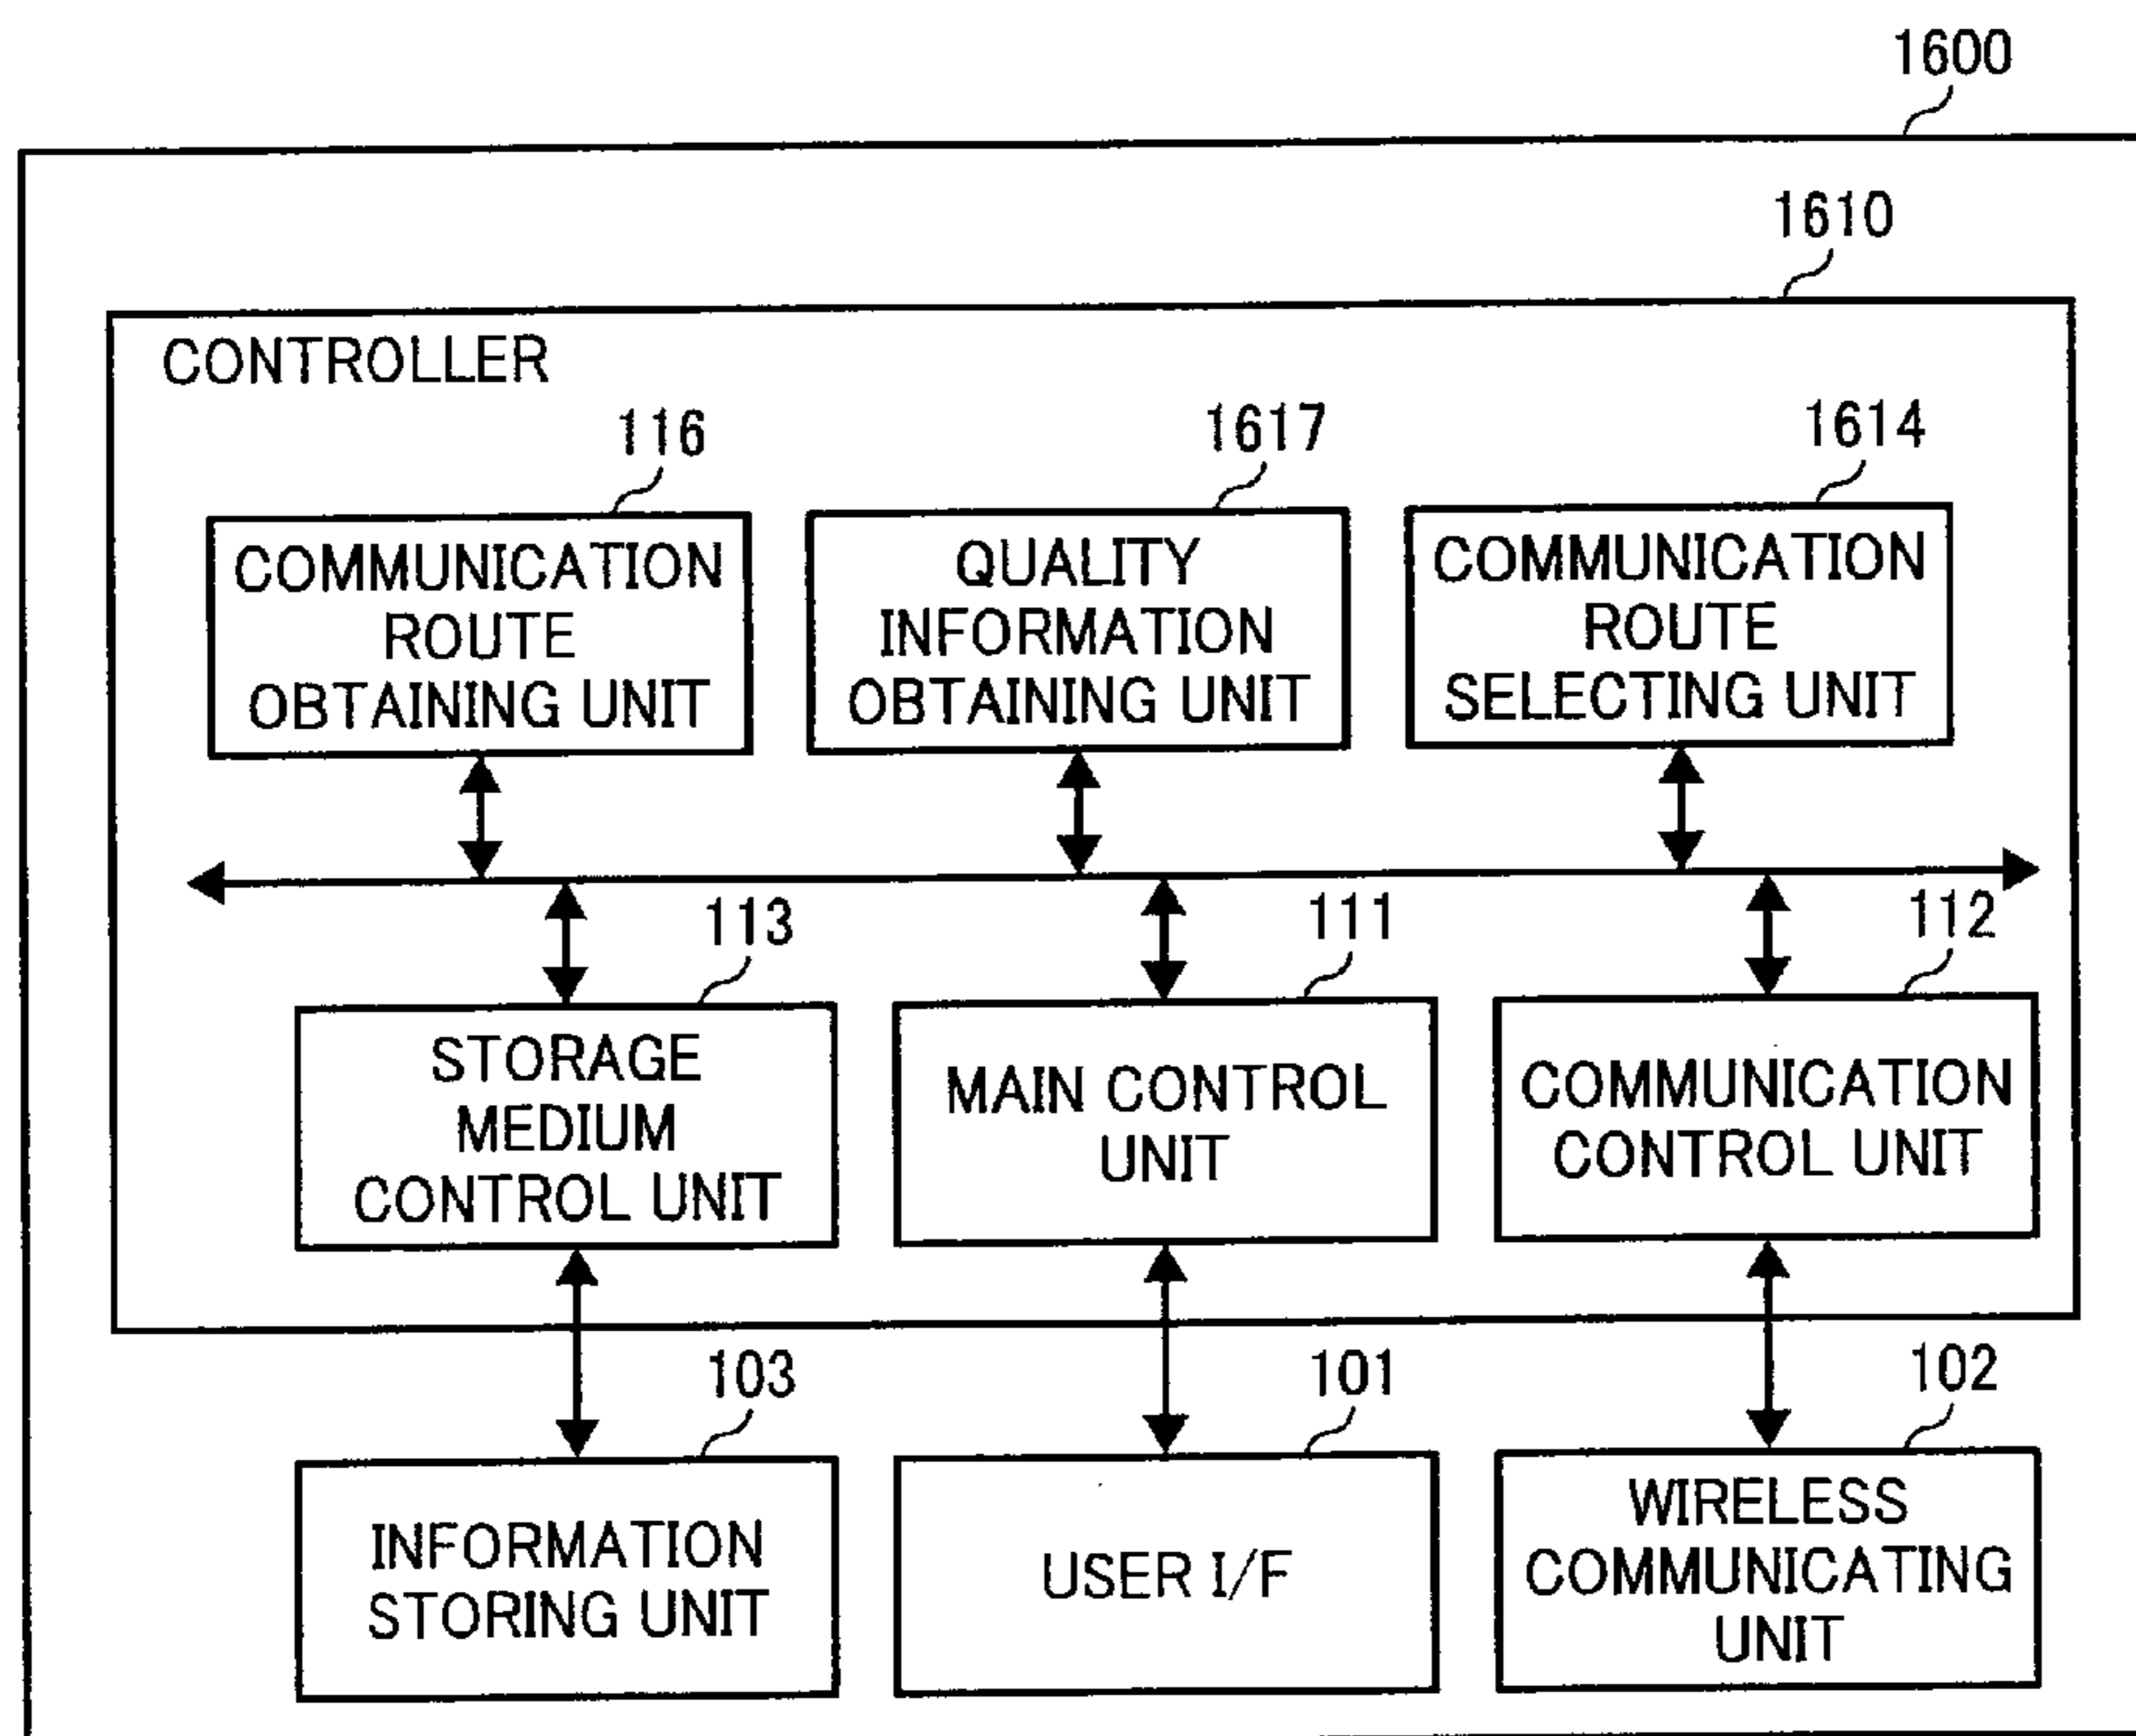 1600
1610
CONTROLLER
116
1617
1614
COMMUNICATION
ROUTE
OBTAINING UNIT
QUALITY
INFORMATION
OBTAINING UNIT
COMMUNICATION
ROUTE
SELECTING UNIT
113
111
112
STORAGE
MEDIUM
CONTROL UNIT
MAIN CONTROL
UNIT
COMMUNICATION
CONTROL UNIT
103
101
102
INFORMATION
STORING UNIT
USER I/F
WIRELESS
COMMUNICATING
UNIT